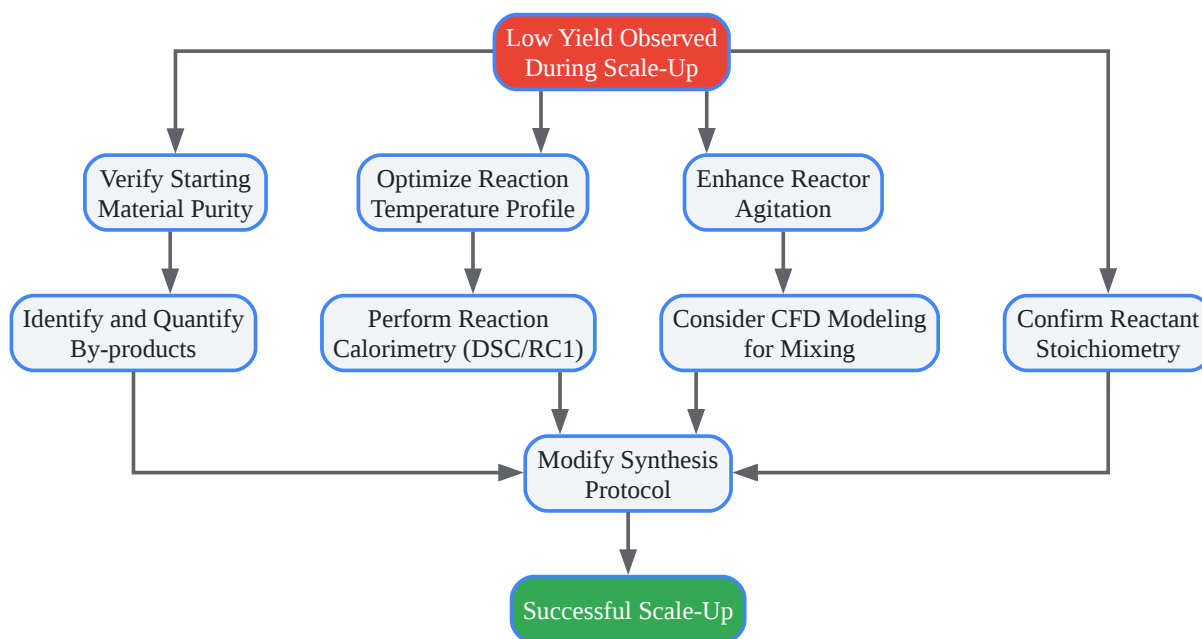 Low Yield Observed
During Scale-Up
Verify Starting
Material Purity
Optimize Reaction
Temperature Profile
Enhance Reactor
Agitation
Identify and Quantify
By-products
Perform Reaction
Calorimetry (DSC/RC1)
Consider CFD Modeling
for Mixing
Confirm Reactant
Stoichiometry
Modify Synthesis
Protocol
Successful Scale-Up